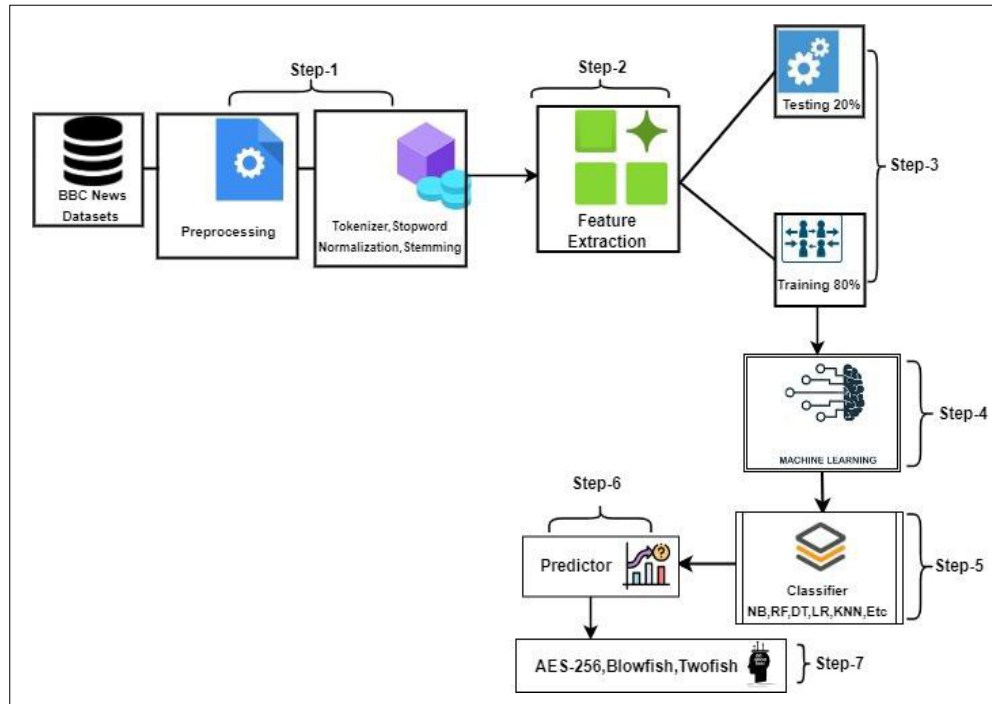 Step-1
Step-2
Testing 20%
Step-3
BBC News
Datasets
Preprocessing
Tokenizer,Stopword
Normalization,Stemming
Feature
Extraction
Training 80%
MACHINE LEARNING
Step-4
Step-6
Predictor
Classifier
NB,RF,DT,LR,KNN,Etc
Step-5
AES-256,Blowfish,Twofish
Step-7